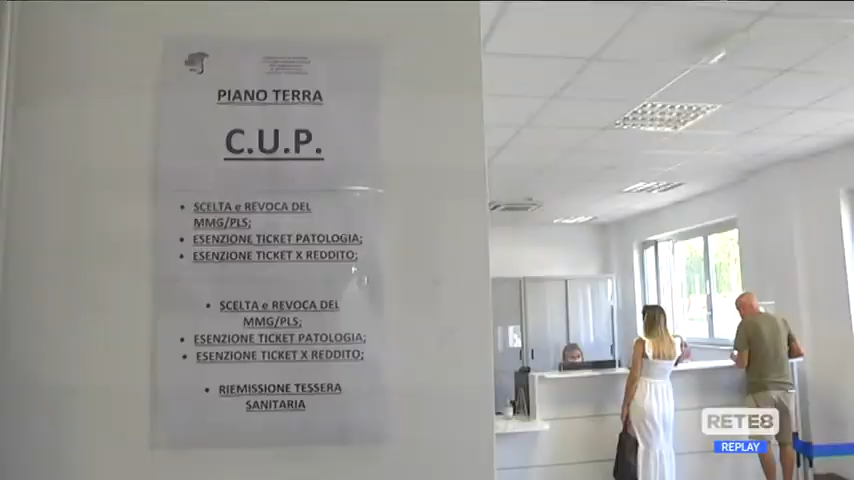 PIANO TERRA
C.U.P.
• SCELTA e REVOCA DEL
MMG/PLS;
• ESENZIONE TICKET PATOLOGIA;
• ESENZIONE TICKET X REDDITO;
• SCELTA e REVOCA DEL
MMG/PLS;
• ESENZIONE TICKET PATOLOGIA;
• ESENZIONE TICKET X REDDITO;
• RIEMISSIONE TESSERA
SANITARIA
RETE8
REPLAY